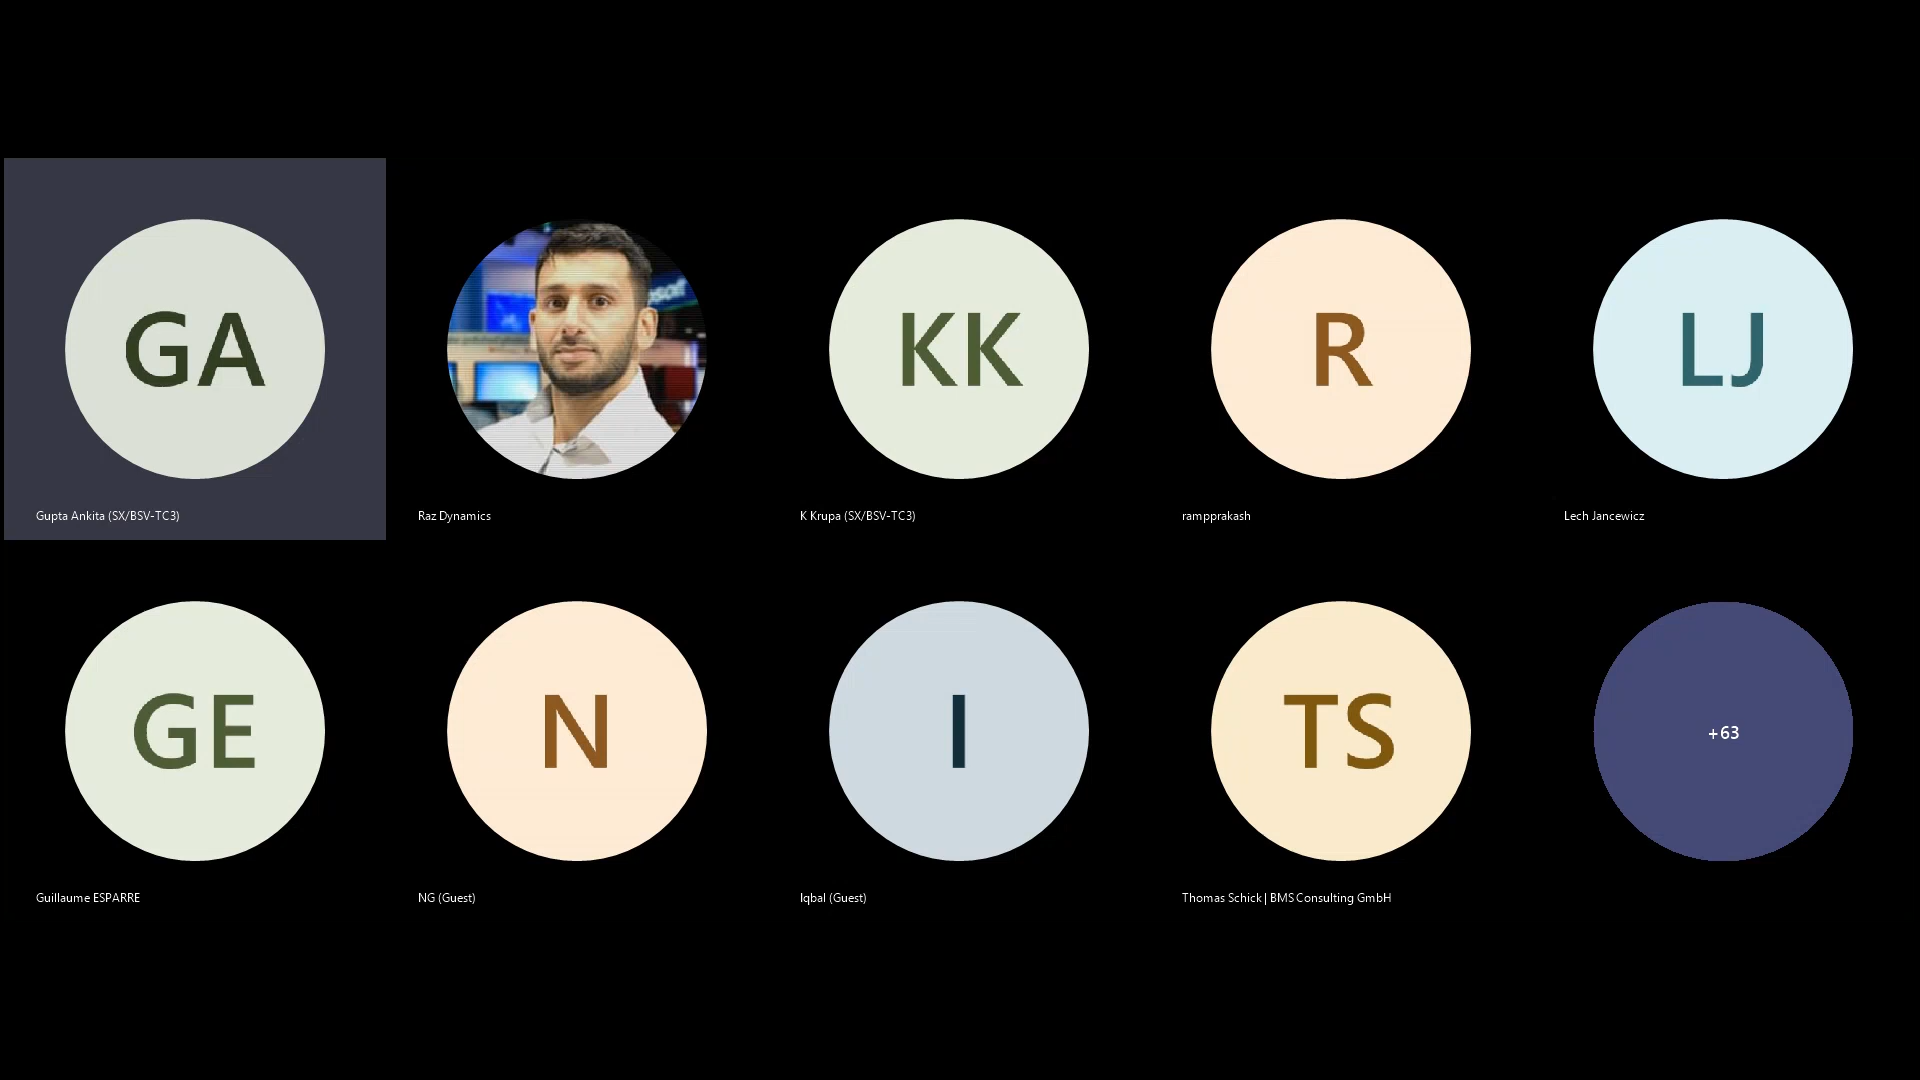 GA
KK
R
LJ
osoft
Gupta Ankita (SX/BSV-TC3)
Raz Dynamics
K Krupa (SX/BSV-TC3)
rampprakash
Lech Jancewicz
GE
N
I
TS
+63
Guillaume ESPARRE
NG (Guest)
Iqbal (Guest)
Thomas Schick | BMS Consulting GmbH